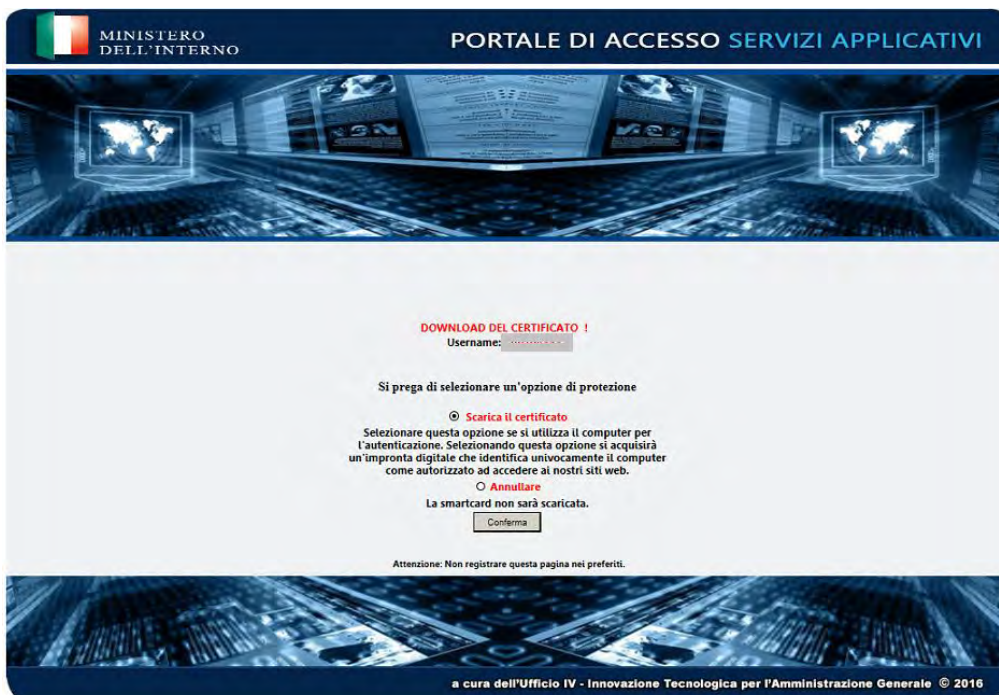 MINISTERO
DELL'INTERNO
PORTALE DI ACCESSO SERVIZI APPLICATIVI
DOWNLOAD DEL CERTIFICATO !
Username:
Si prega di selezionare un'opzione di protezione
Scarica il certificato
Selezionare questa opzione se si utilizza il computer per
l'autenticazione. Selezionando questa opzione si acquisirà
un'impronta digitale che identifica univocamente il computer
come autorizzato ad accedere ai nostri siti web.
Annullare
La smartcard non sarà scaricata.
Conferma
Attenzione: Non registrare questa pagina nei preferiti.
a cura dell'Ufficio IV - Innovazione Tecnologica per l'Amministrazione Generale © 2016